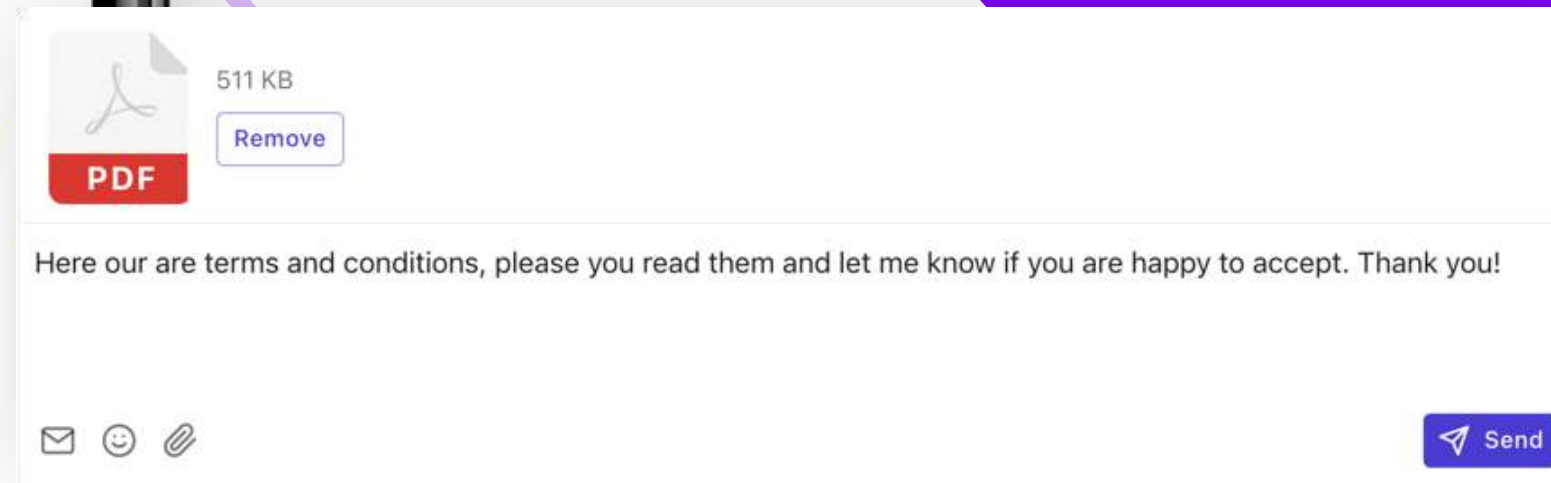 511 KB
Remove
PDF
Here our are terms and conditions, please you read them and let me know if you are happy to accept. Thank you!
Send